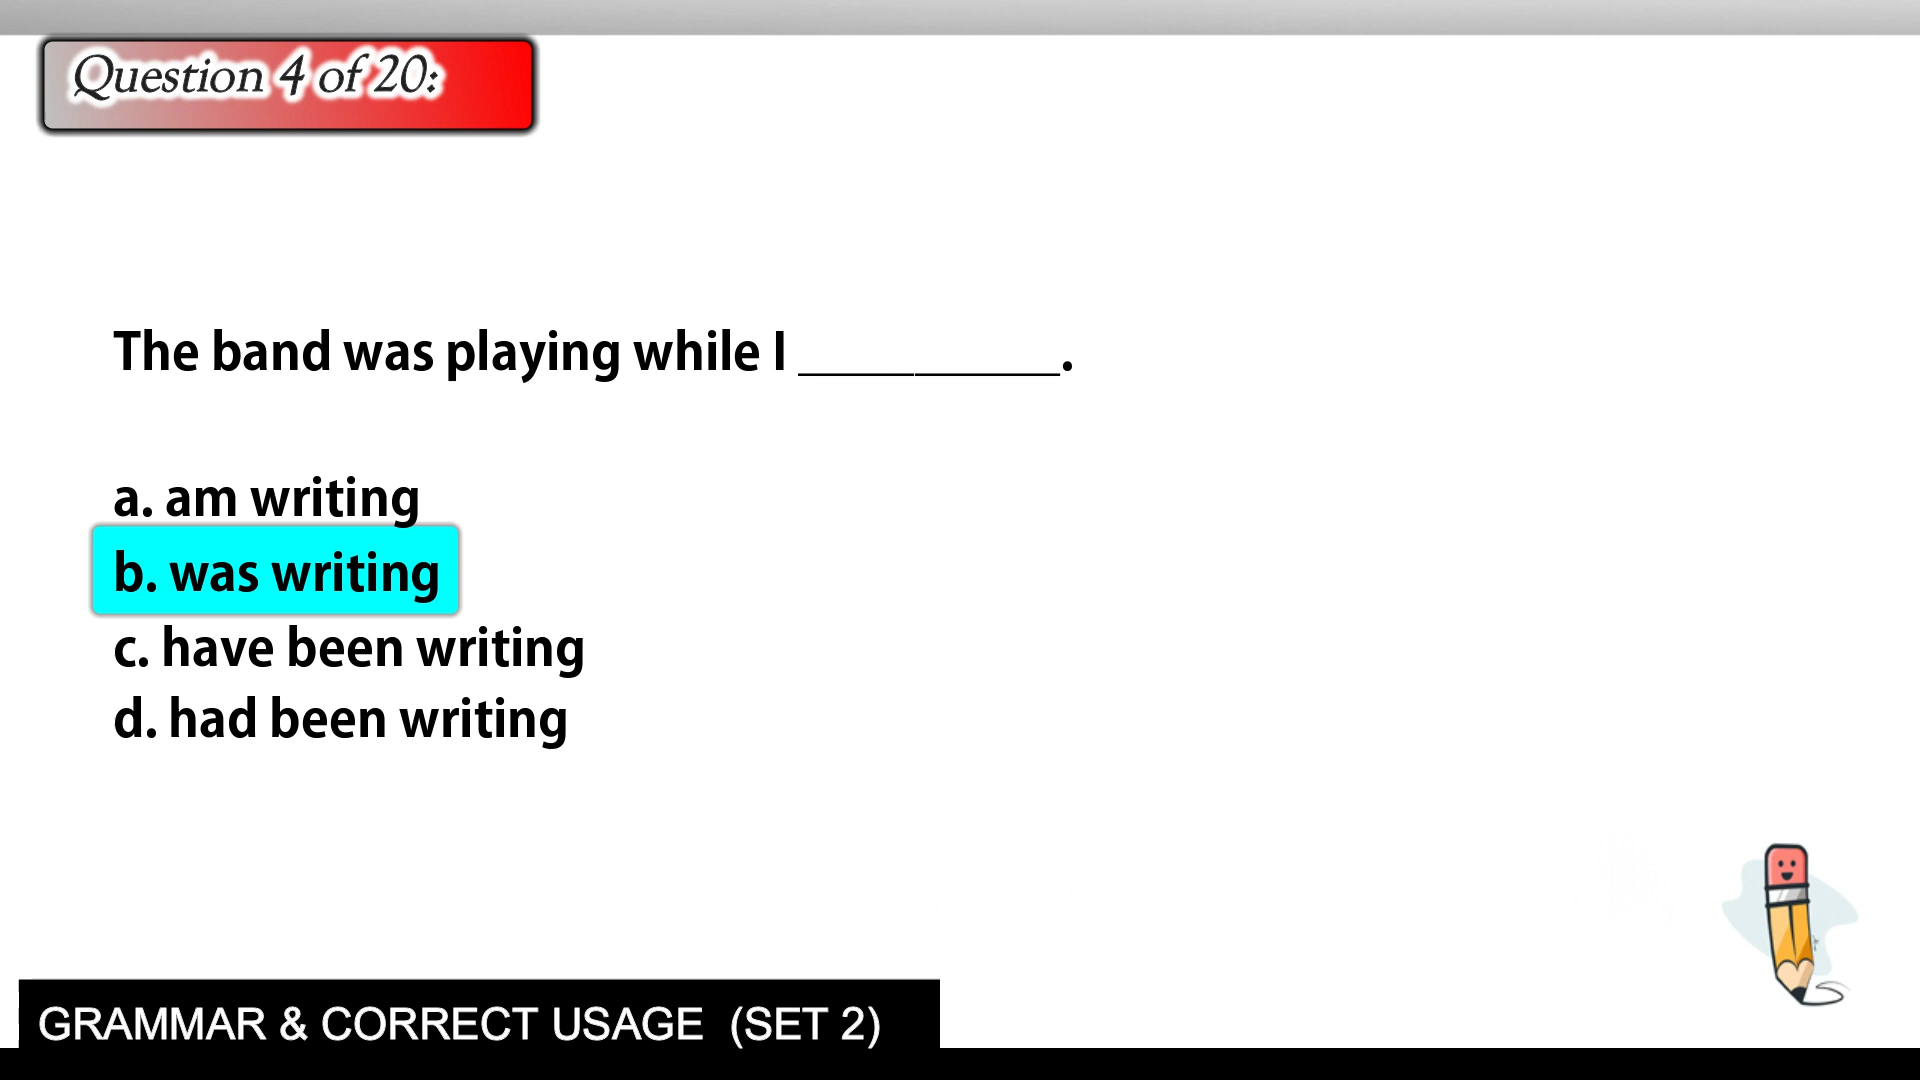 Question 4 of 20:
The band was playing while I __________.
a. am writing
b. was writing
c. have been writing
d. had been writing
GRAMMAR & CORRECT USAGE (SET 2)